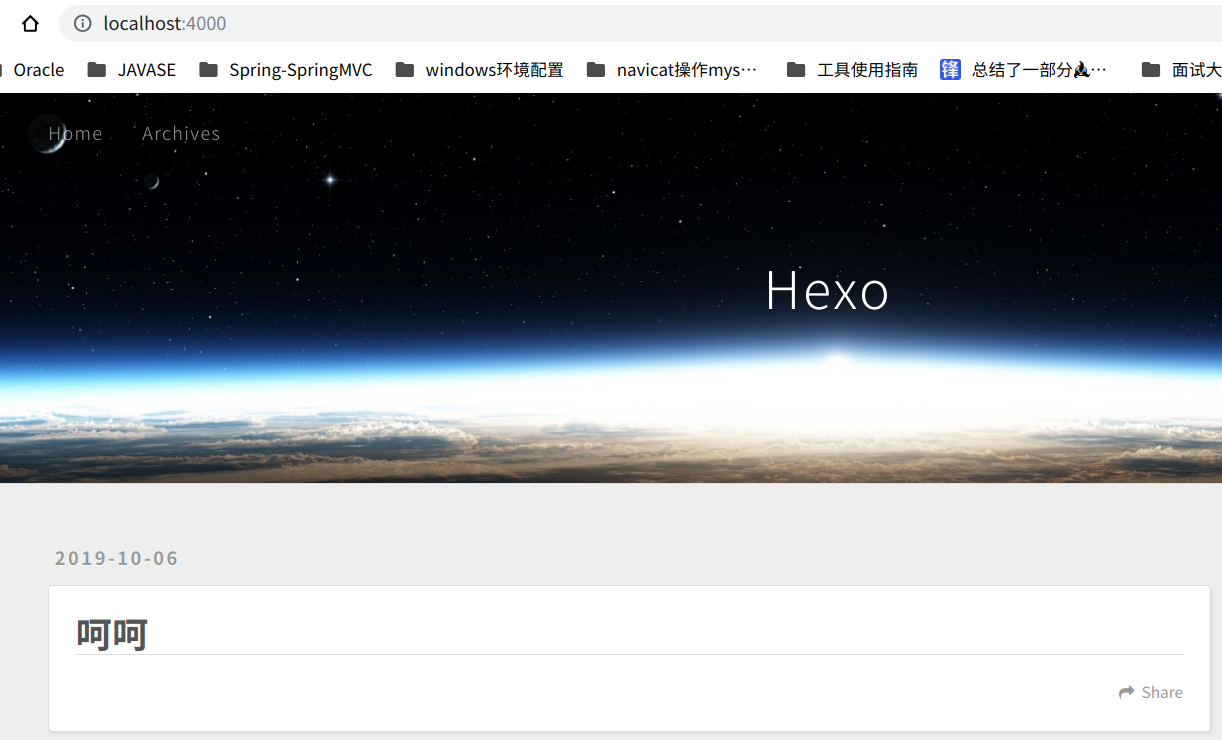 localhost:4000
Oracle JAVASE Spring-SpringMVC windows环境配置 navicat操作mys… 工具使用指南 锋 总结了一部分… 面试大
Home Archives
Hexo
2019-10-06
呵呵
Share